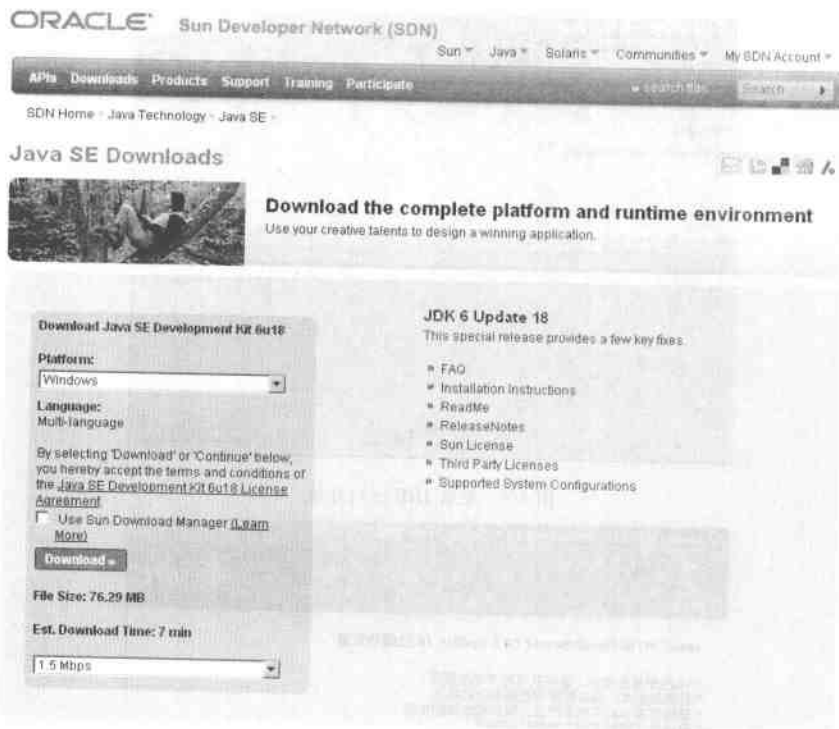 ORACLE Sun Developer Network (SDN)
Sun Java Solaris Communities My SDN Account
APIs Downloads Products Support Training Participate search tips Search
SDN Home Java Technology Java SE
Java SE Downloads
Download the complete platform and runtime environment
Use your creative talents to design a winning application.
Download Java SE Development Kit 6u18
Platform:
Windows
Language:
Multi-language
By selecting 'Download' or 'Continue' below,
you hereby accept the terms and conditions of
the Java SE Development Kit 6u18 License
Agreement
Use Sun Download Manager (Learn
More)
Download »
File Size: 76.29 MB
Est. Download Time: 7 min
1.5 Mbps
JDK 6 Update 18
This special release provides a few key fixes.
» FAQ
» Installation Instructions
» ReadMe
» ReleaseNotes
» Sun License
» Third Party Licenses
» Supported System Configurations